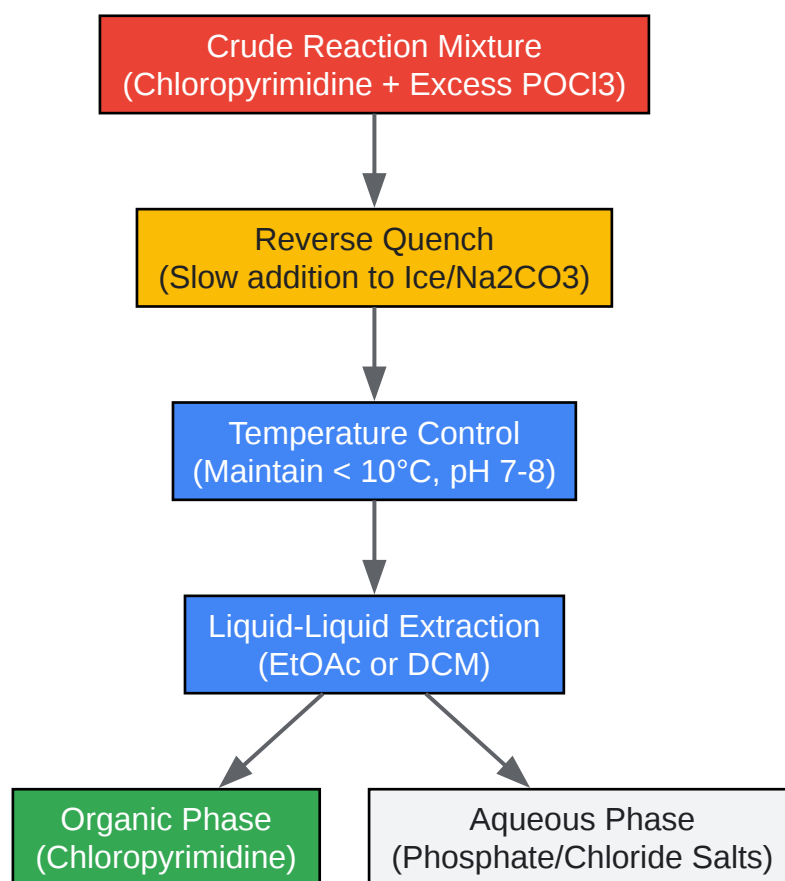 Crude Reaction Mixture
(Chloropyrimidine + Excess POCl3)
Reverse Quench
(Slow addition to Ice/Na2CO3)
Temperature Control
(Maintain < 10°C, pH 7-8)
Liquid-Liquid Extraction
(EtOAc or DCM)
Organic Phase
(Chloropyrimidine)
Aqueous Phase
(Phosphate/Chloride Salts)